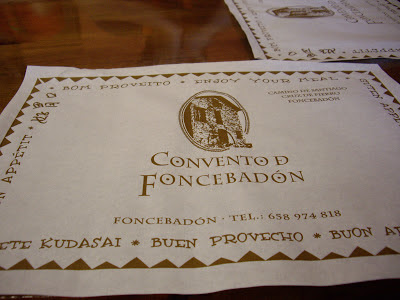 BOM PROVEITO * ENJOY YOUR MEAL *
CAMINO DE SANTIAGO
CRUZ DE FIERRO
FONCEBADÓN
CONVENTO D
FONCEBADÓN
FONCEBADÓN · TEL.: 658 974 818
KUDASAI * BUEN PROVECHO * BUON
APPETIT